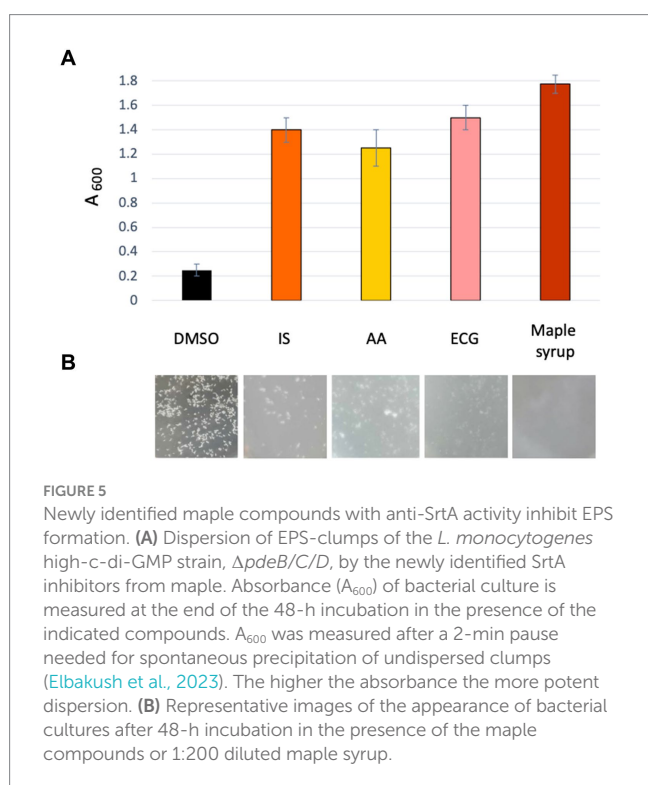 A
1.8
1.6
1.4
1.2
1
0.8
0.6
0.4
0.2
0
A 600
DMSO IS AA ECG Maple syrup
B
FIGURE 5
Newly identified maple compounds with anti-SrtA activity inhibit EPS
formation. (A) Dispersion of EPS-clumps of the L. monocytogenes
high-c-di-GMP strain, ΔpdeB/C/D, by the newly identified SrtA
inhibitors from maple. Absorbance (A₆₀₀) of bacterial culture is
measured at the end of the 48-h incubation in the presence of the
indicated compounds. A₆₀₀ was measured after a 2-min pause
needed for spontaneous precipitation of undispersed clumps
(Elbakush et al., 2023). The higher the absorbance the more potent
dispersion. (B) Representative images of the appearance of bacterial
cultures after 48-h incubation in the presence of the maple
compounds or 1:200 diluted maple syrup.